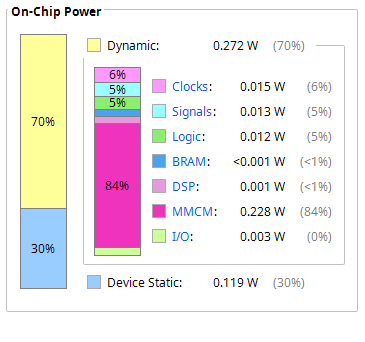 On-Chip Power
Dynamic: 0.272 W (70%)
70%
30%
6%
5%
5%
84%
Clocks: 0.015 W (6%)
Signals: 0.013 W (5%)
Logic: 0.012 W (5%)
BRAM: <0.001 W (<1%)
DSP: 0.001 W (<1%)
MMCM: 0.228 W (84%)
I/O: 0.003 W (0%)
Device Static: 0.119 W (30%)